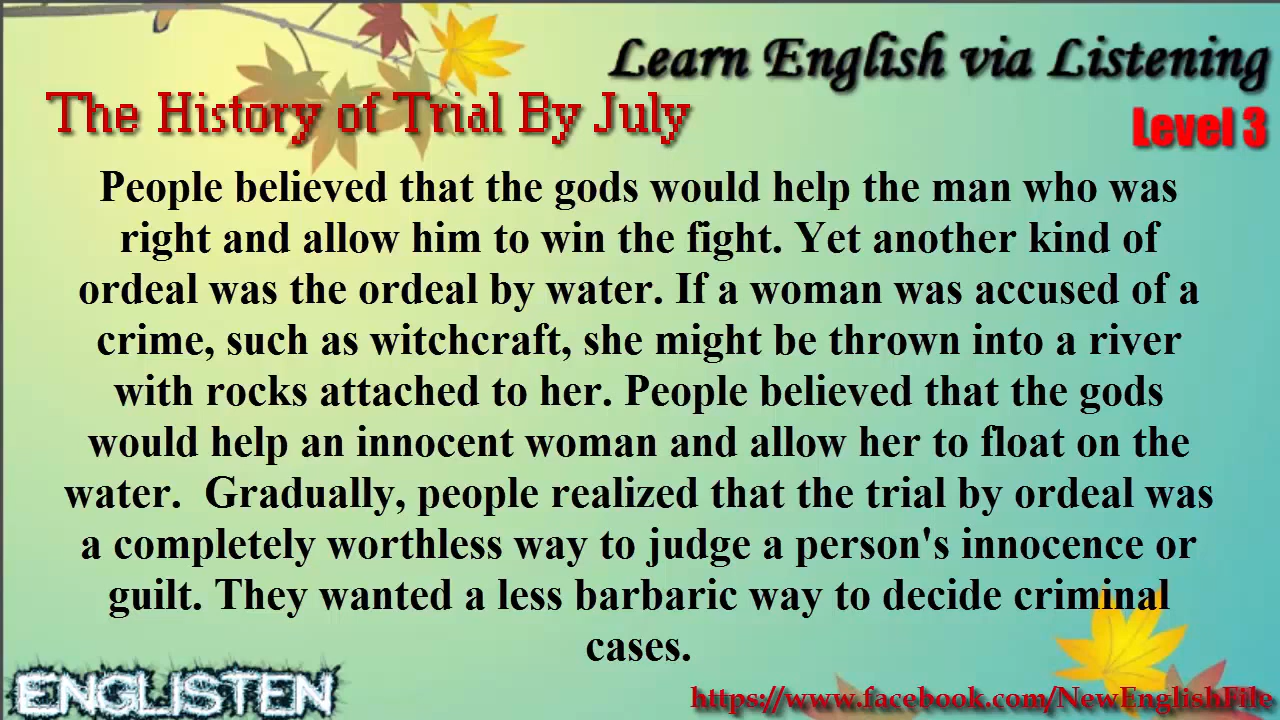 Learn English via Listening
The History of Trial By July
Level 3
People believed that the gods would help the man who was
right and allow him to win the fight. Yet another kind of
ordeal was the ordeal by water. If a woman was accused of a
crime, such as witchcraft, she might be thrown into a river
with rocks attached to her. People believed that the gods
would help an innocent woman and allow her to float on the
water.  Gradually, people realized that the trial by ordeal was
a completely worthless way to judge a person's innocence or
guilt. They wanted a less barbaric way to decide criminal
cases.
ENGLISTEN
https://www.facebook.com/NewEnglishFile